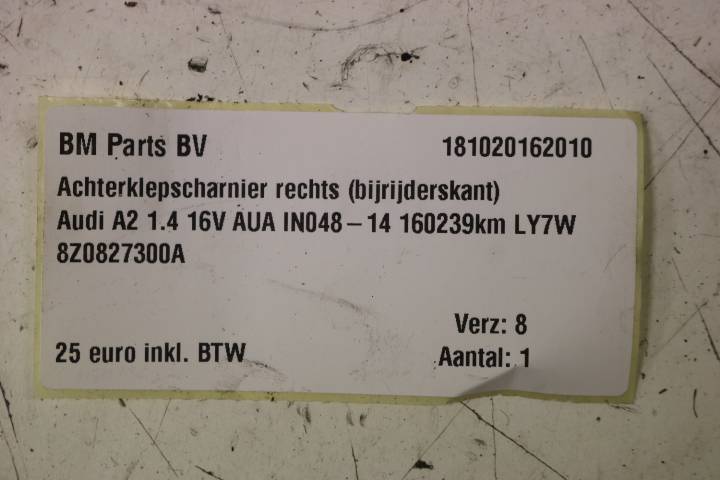 BM Parts BV 181020162010
Achterklepscharnier rechts (bijrijderskant)
Audi A2 1.4 16V AUA IN048-14 160239km LY7W
8Z0827300A
Verz: 8
25 euro inkl. BTW Aantal: 1